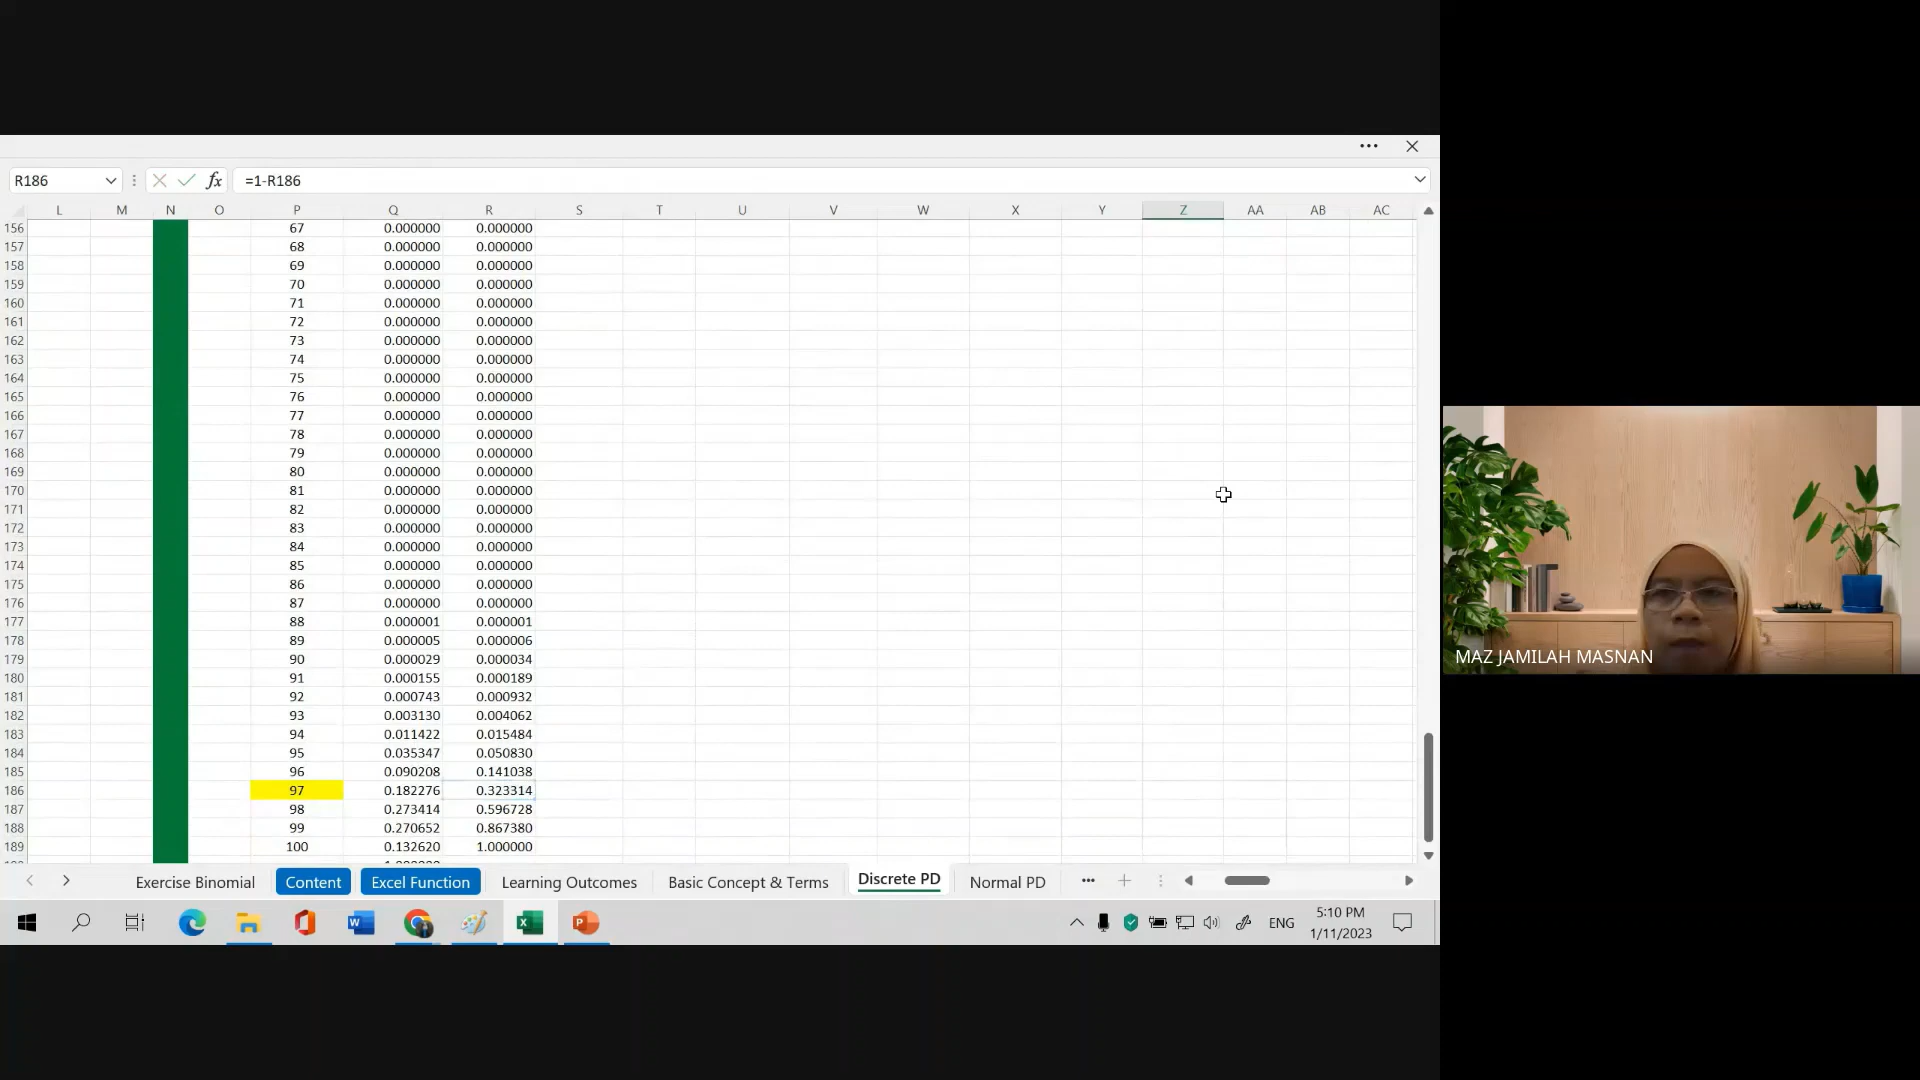 R186
fx
=1-R186
L M N O P Q R S T U V W X Y Z AA AB AC
156 67 0.000000 0.000000
157 68 0.000000 0.000000
158 69 0.000000 0.000000
159 70 0.000000 0.000000
160 71 0.000000 0.000000
161 72 0.000000 0.000000
162 73 0.000000 0.000000
163 74 0.000000 0.000000
164 75 0.000000 0.000000
165 76 0.000000 0.000000
166 77 0.000000 0.000000
167 78 0.000000 0.000000
168 79 0.000000 0.000000
169 80 0.000000 0.000000
170 81 0.000000 0.000000
171 82 0.000000 0.000000
172 83 0.000000 0.000000
173 84 0.000000 0.000000
174 85 0.000000 0.000000
175 86 0.000000 0.000000
176 87 0.000000 0.000000
177 88 0.000001 0.000001
178 89 0.000005 0.000006
179 90 0.000029 0.000034
180 91 0.000155 0.000189
181 92 0.000743 0.000932
182 93 0.003130 0.004062
183 94 0.011422 0.015484
184 95 0.035347 0.050830
185 96 0.090208 0.141038
186 97 0.182276 0.323314
187 98 0.273414 0.596728
188 99 0.270652 0.867380
189 100 0.132620 1.000000
Exercise Binomial Content Excel Function Learning Outcomes Basic Concept & Terms Discrete PD Normal PD
ENG
5:10 PM
1/11/2023
MAZ JAMILAH MASNAN